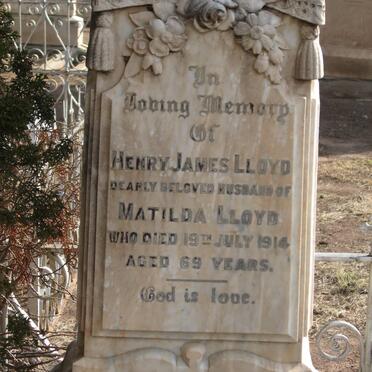 In
Loving Memory
Of
HENRY JAMES LLOYD
DEARLY BELOVED HUSBAND OF
MATILDA LLOYD
WHO DIED 19TH JULY 1914
AGED 69 YEARS.
God is love.